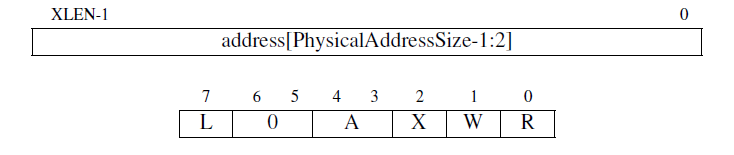 XLEN-1 0
address[PhysicalAddressSize-1:2]
7 6 5 4 3 2 1 0
L 0 A X W R